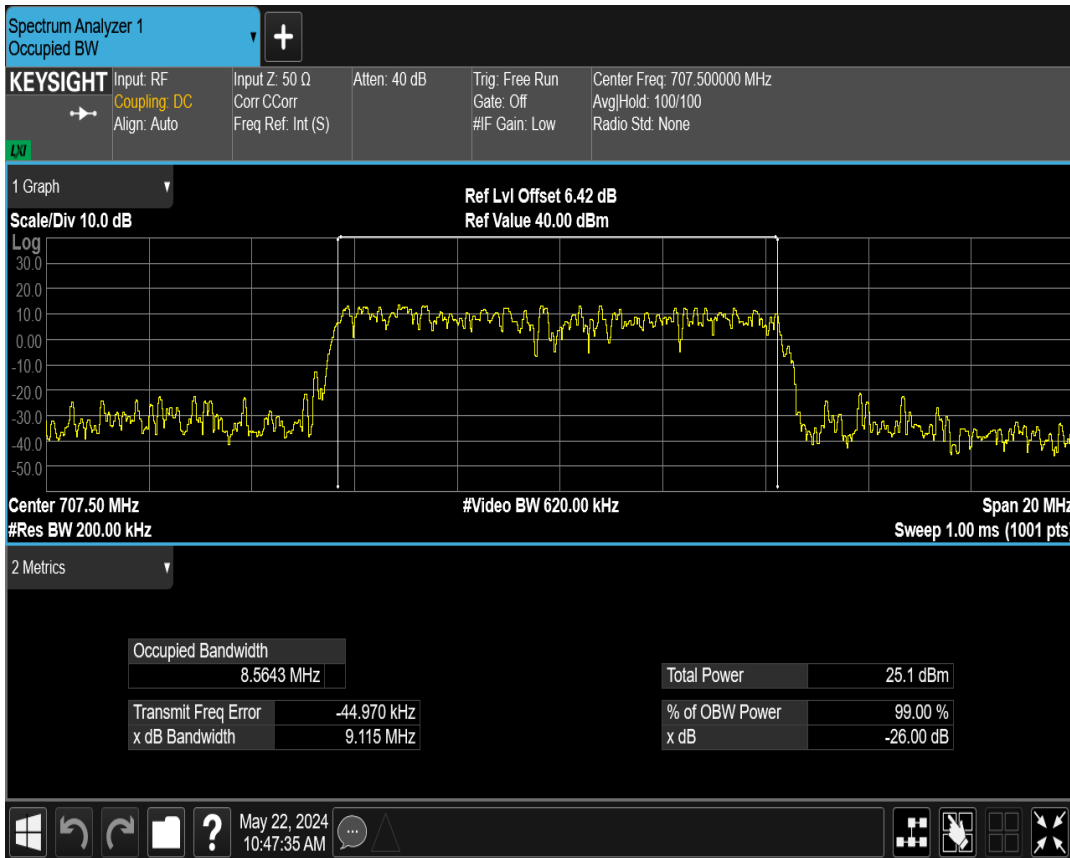 Spectrum Analyzer 1
Occupied BW
+
KEYSIGHT
LXI
Input: RF
Coupling: DC
Align: Auto
Input Z: 50 Ω
Corr CCorr
Freq Ref: Int (S)
Atten: 40 dB
Trig: Free Run
Gate: Off
#IF Gain: Low
Center Freq: 707.500000 MHz
Avg|Hold: 100/100
Radio Std: None
1 Graph
Scale/Div 10.0 dB
Ref Lvl Offset 6.42 dB
Ref Value 40.00 dBm
Log
30.0
20.0
10.0
0.00
-10.0
-20.0
-30.0
-40.0
-50.0
Center 707.50 MHz
#Video BW 620.00 kHz
Span 20 MHz
#Res BW 200.00 kHz
Sweep 1.00 ms (1001 pts)
2 Metrics
Occupied Bandwidth
8.5643 MHz
Total Power 25.1 dBm
Transmit Freq Error -44.970 kHz
% of OBW Power 99.00 %
x dB Bandwidth 9.115 MHz
x dB -26.00 dB
?
May 22, 2024
10:47:35 AM